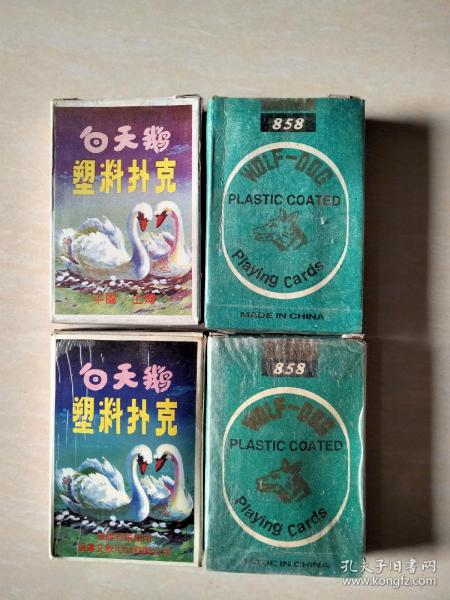 白天鹅
塑料扑克
中国 上海
858
WOLF-DOG
PLASTIC COATED
Playing Cards
MADE IN CHINA
白天鹅
塑料扑克
858
WOLF-DOG
PLASTIC COATED
Playing Cards
MADE IN CHINA
孔夫子旧书网
www.kongfz.com